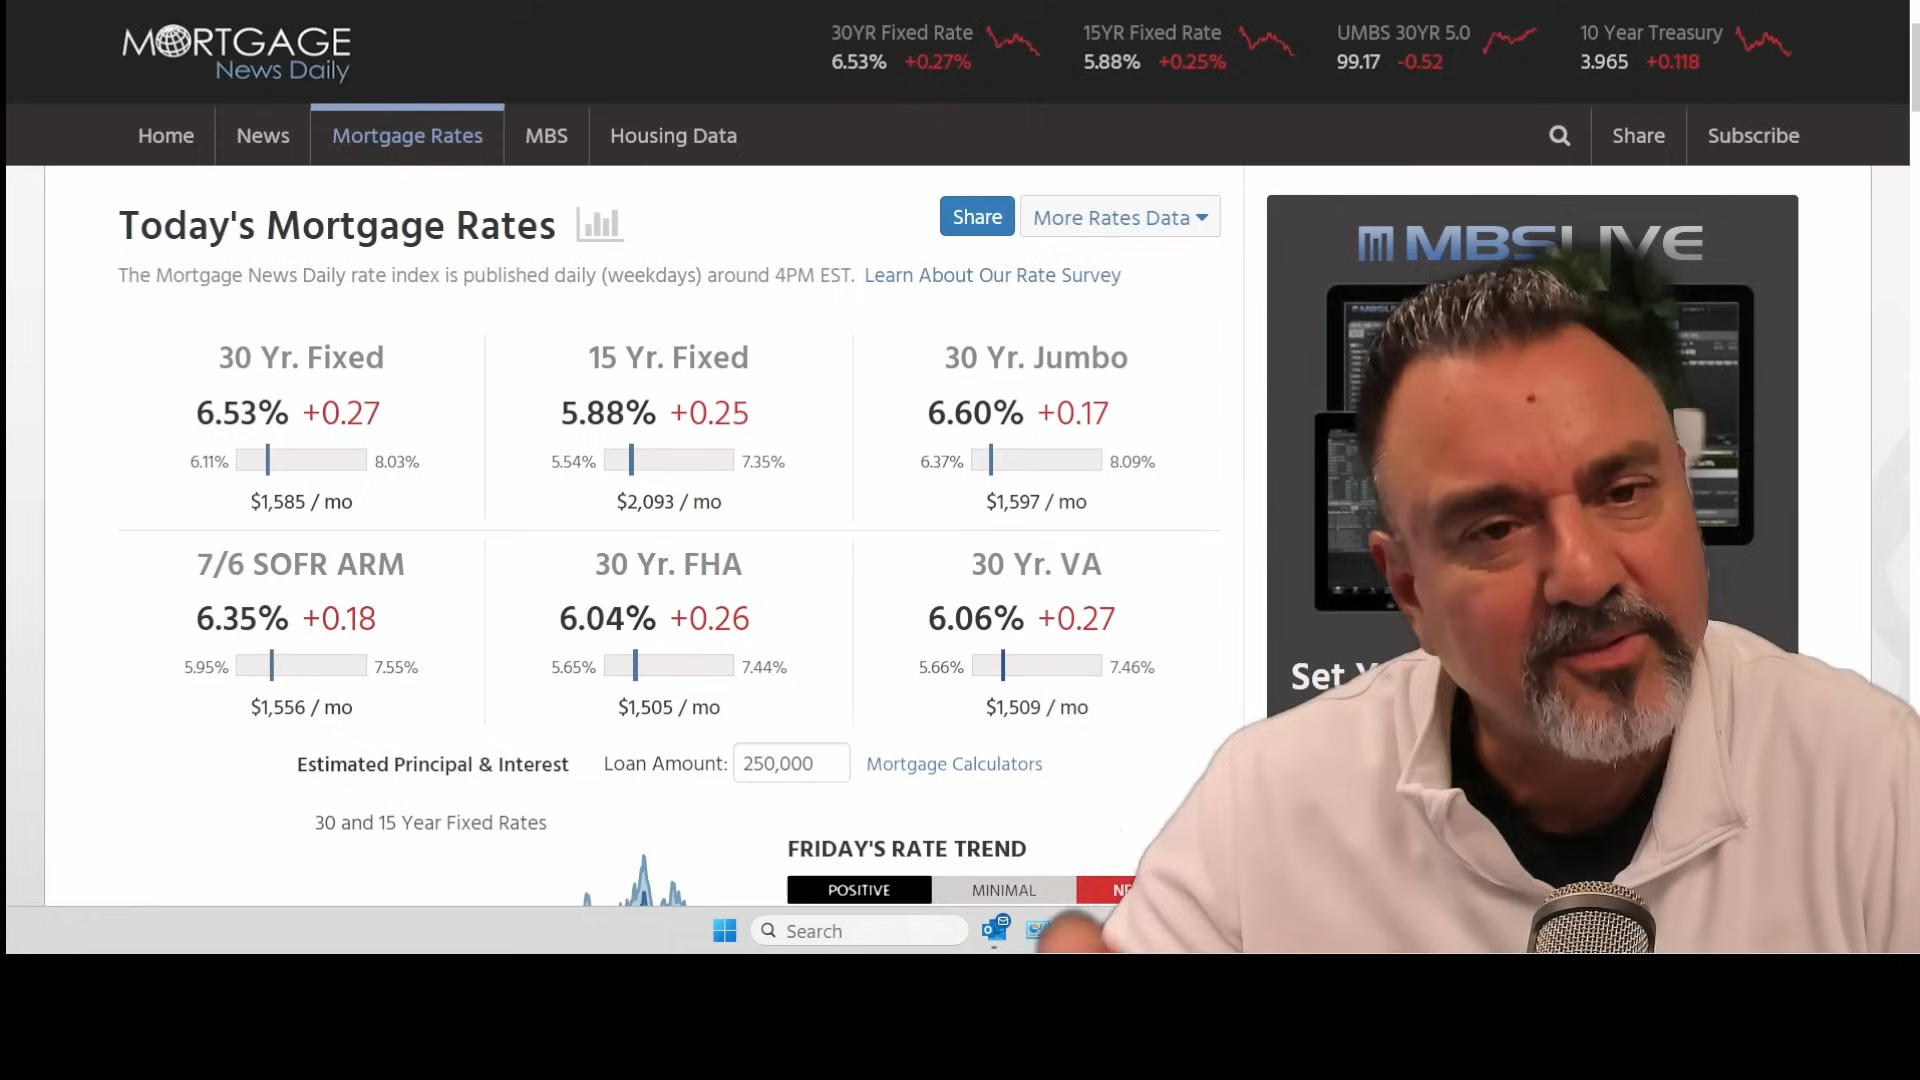 MORTGAGE
News Daily
30YR Fixed Rate
6.53% +0.27%
15YR Fixed Rate
5.88% +0.25%
UMBS 30YR 5.0
99.17 -0.52
10 Year Treasury
3.965 +0.118
Home
News
Mortgage Rates
MBS
Housing Data
Share
Subscribe
Today's Mortgage Rates
Share
More Rates Data
The Mortgage News Daily rate index is published daily (weekdays) around 4PM EST. Learn About Our Rate Survey
MBS LIVE
30 Yr. Fixed
6.53% +0.27
6.11% 8.03%
$1,585 / mo
15 Yr. Fixed
5.88% +0.25
5.54% 7.35%
$2,093 / mo
30 Yr. Jumbo
6.60% +0.17
6.37% 8.09%
$1,597 / mo
7/6 SOFR ARM
6.35% +0.18
5.95% 7.55%
$1,556 / mo
30 Yr. FHA
6.04% +0.26
5.65% 7.44%
$1,505 / mo
30 Yr. VA
6.06% +0.27
5.66% 7.46%
$1,509 / mo
Set
Estimated Principal & Interest Loan Amount: 250,000 Mortgage Calculators
30 and 15 Year Fixed Rates
FRIDAY'S RATE TREND
POSITIVE MINIMAL
Search